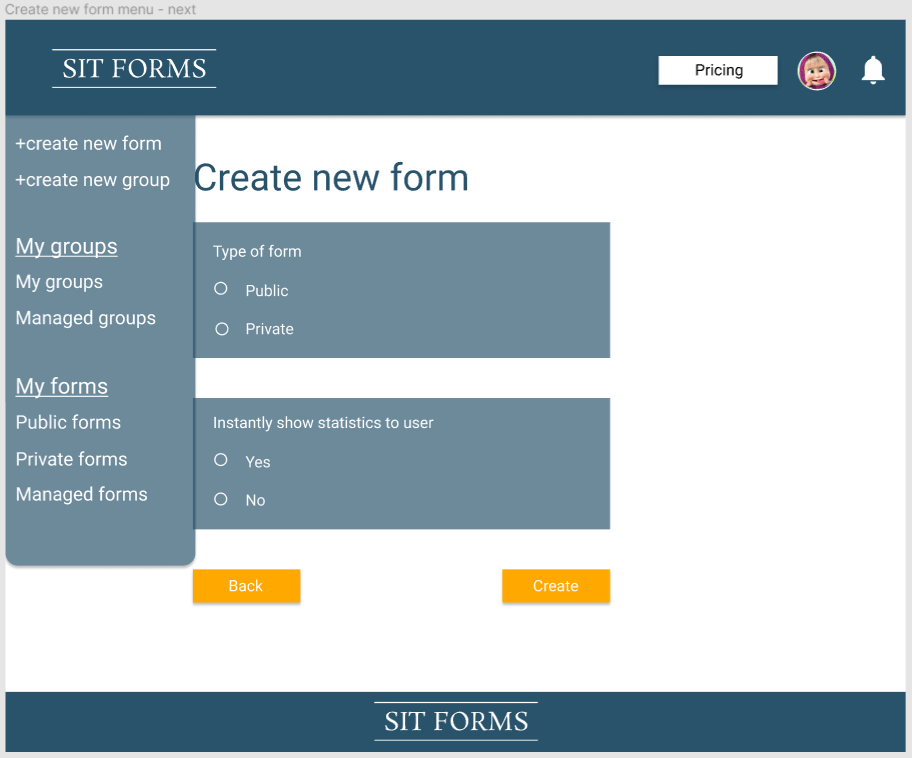 Create new form menu - next
SIT FORMS
Pricing
+create new form
+create new group
My groups
My groups
Managed groups
My forms
Public forms
Private forms
Managed forms
Create new form
Type of form
Public
Private
Instantly show statistics to user
Yes
No
Back
Create
SIT FORMS